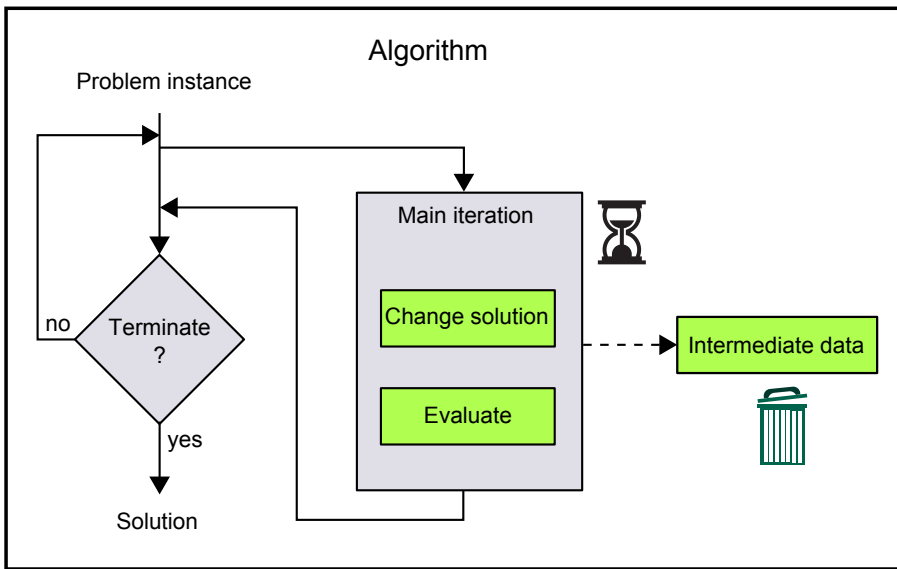 Algorithm
Problem instance
Main iteration
Change solution
no
Terminate
?
Intermediate data
Evaluate
yes
Solution